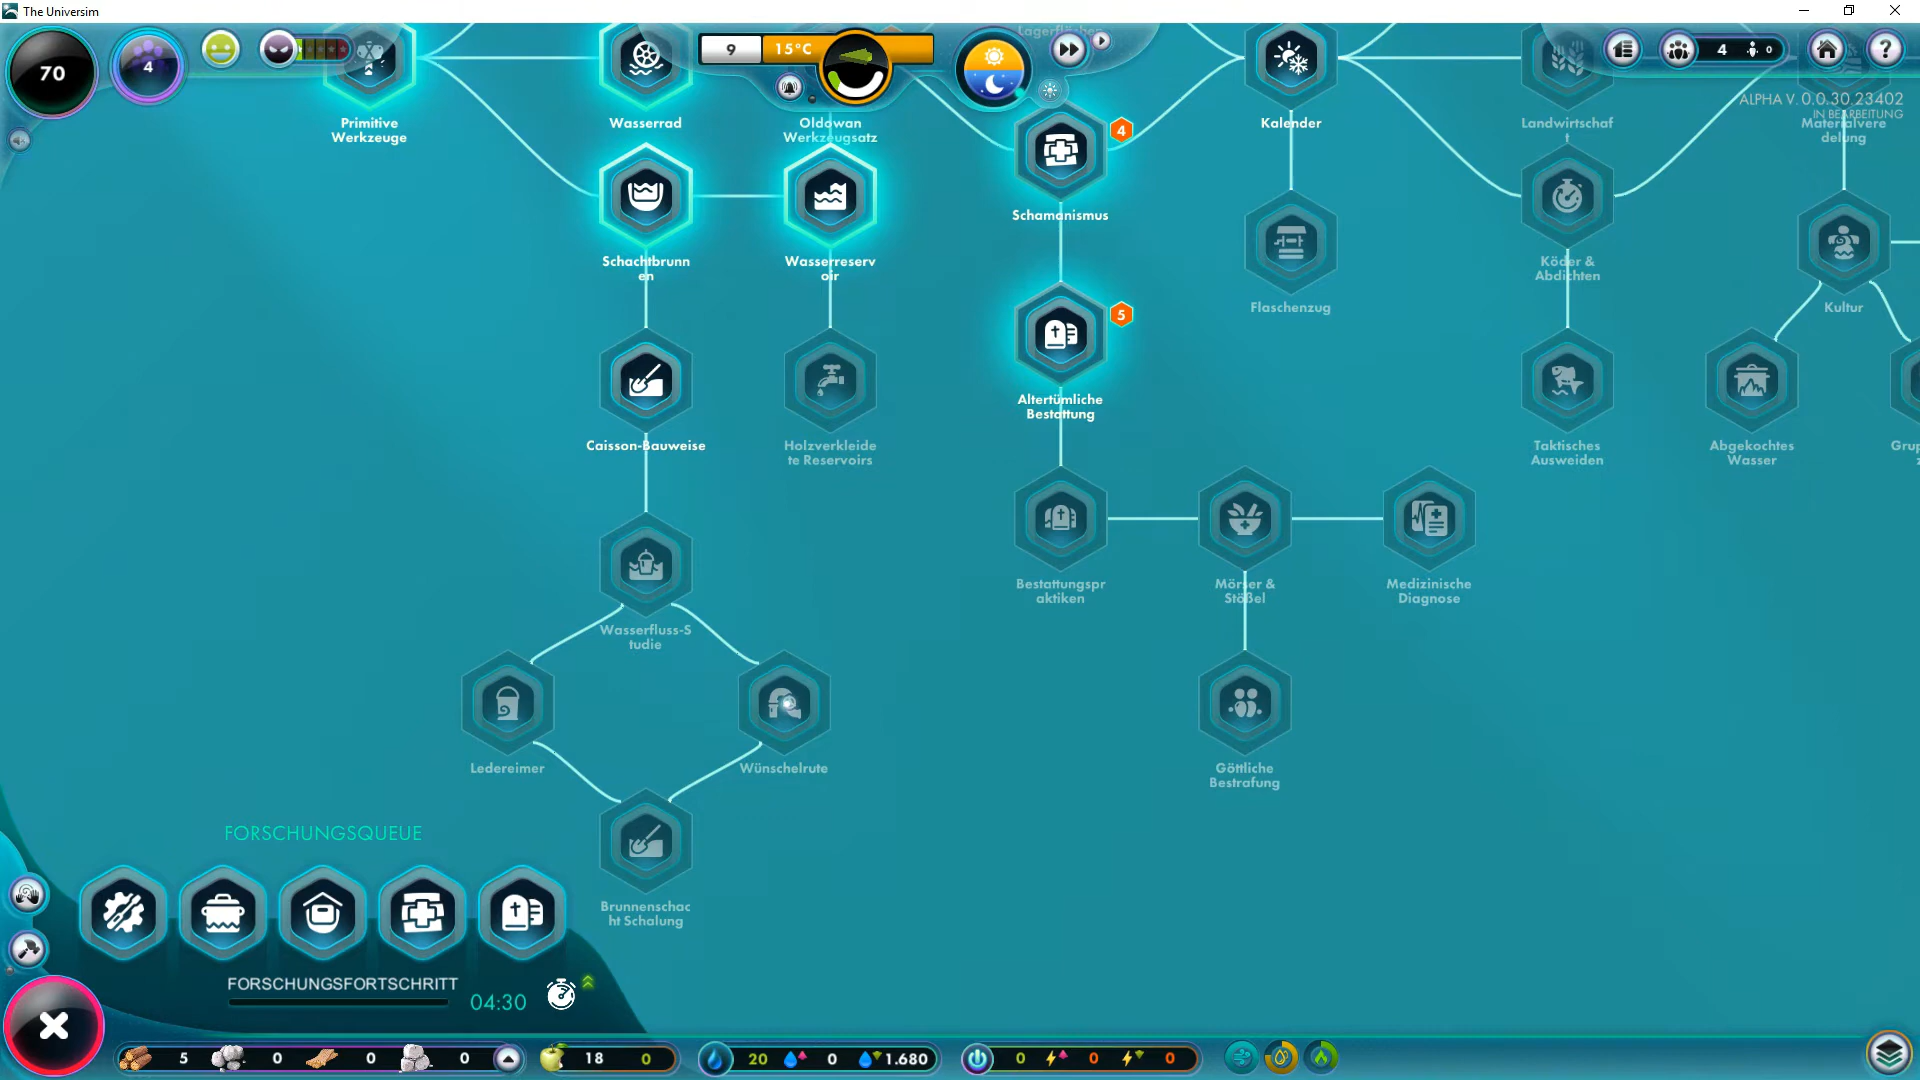 The Universim
Lagerflächen
70
4
9
15°C
4
0
ALPHA V. 0.0.30.23402
IN BEARBEITUNG
Primitive
Werkzeuge
Wasserrad
Oldowan
Werkzeugsatz
4
Kalender
Landwirtschaf
t
Materialvere
delung
Schamanismus
Schachtbrunn
en
Wasserreserv
oir
Köder &
Abdichten
Flaschenzug
Kultur
5
Altertümliche
Bestattung
Caisson-Bauweise
Holzverkleide
te Reservoirs
Taktisches
Ausweiden
Abgekochtes
Wasser
Grup
z
Bestattungspr
aktiken
Mörser &
Stößel
Medizinische
Diagnose
Wasserfluss-S
tudie
Ledereimer
Wünschelrute
Göttliche
Bestrafung
FORSCHUNGSQUEUE
Brunnenschac
ht Schalung
FORSCHUNGSFORTSCHRITT
04:30
5 0 0 0 18 0 20 0 1.680 0 0 0